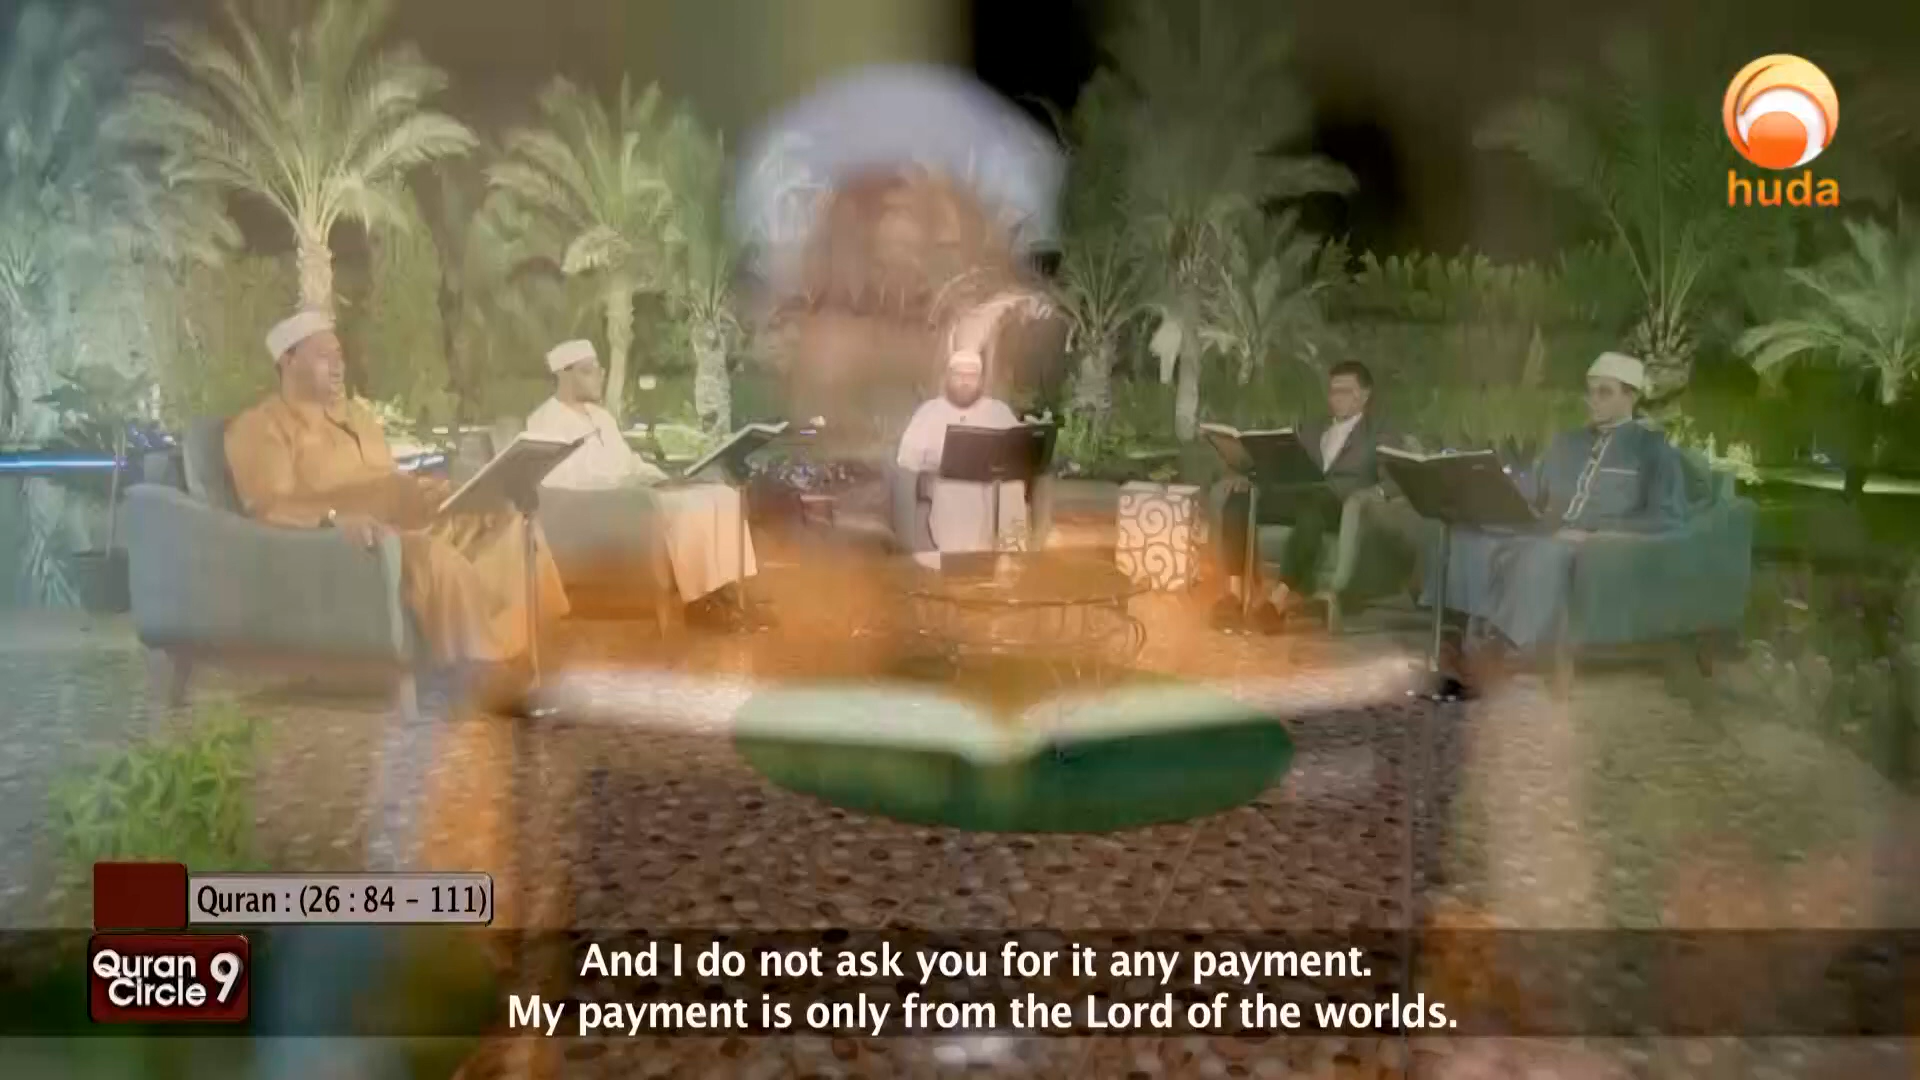 huda
Quran : (26 : 84 - 111)
Quran
Circle 9
And I do not ask you for it any payment.
My payment is only from the Lord of the worlds.